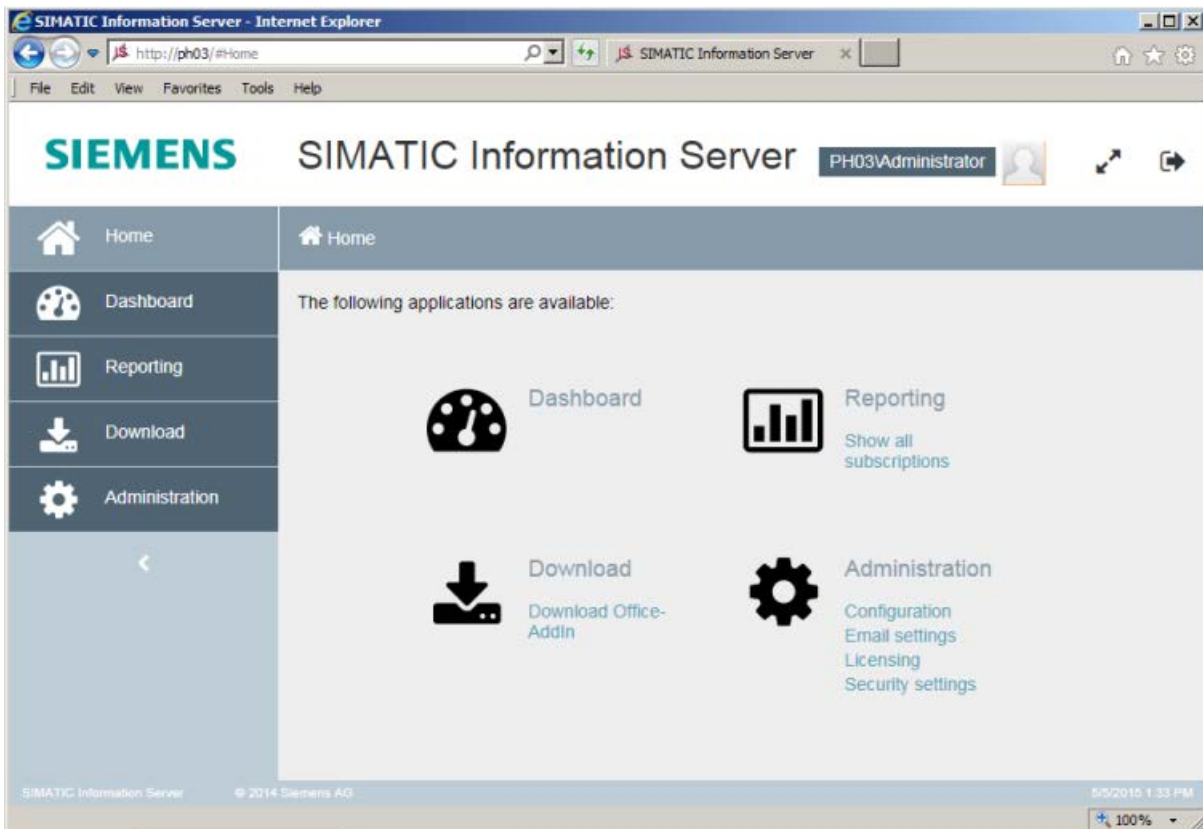 SIMATIC Information Server - Internet Explorer
http://ph03/#Home
SIMATIC Information Server
File Edit View Favorites Tools Help
SIEMENS
SIMATIC Information Server
PH03\Administrator
Home
Home
Dashboard
The following applications are available:
Reporting
Download
Administration
Dashboard
Reporting
Show all
subscriptions
Download
Download Office-
AddIn
Administration
Configuration
Email settings
Licensing
Security settings
SIMATIC Information Server © 2014 Siemens AG 5/5/2015 1:33 PM
100%